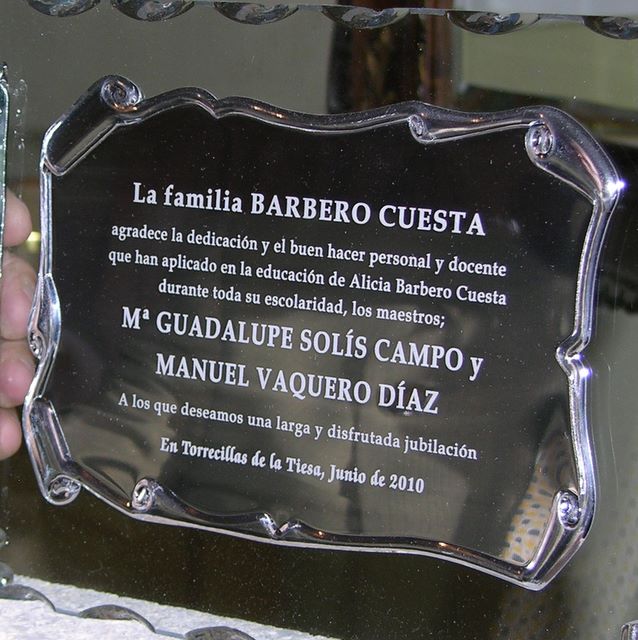 La familia BARBERO CUESTA
agradece la dedicación y el buen hacer personal y docente
que han aplicado en la educación de Alicia Barbero Cuesta
durante toda su escolaridad, los maestros;
Mª GUADALUPE SOLÍS CAMPO y
MANUEL VAQUERO DÍAZ
A los que deseamos una larga y disfrutada jubilación
En Torrecillas de la Tiesa, Junio de 2010